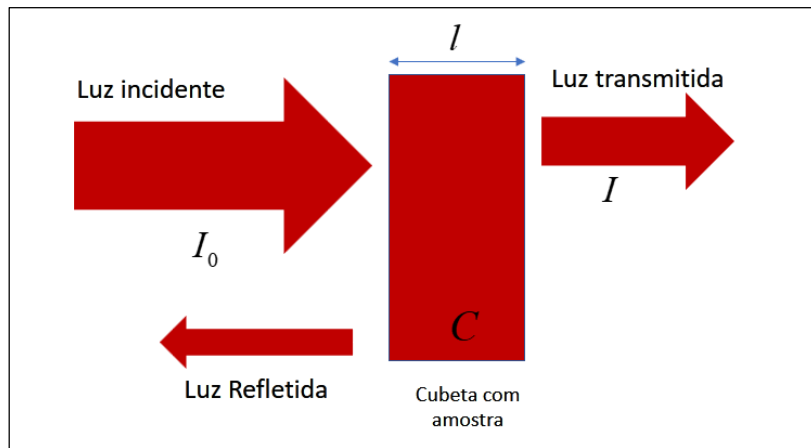 l
Luz incidente
Luz transmitida
I
I₀
C
Luz Refletida
Cubeta com
amostra